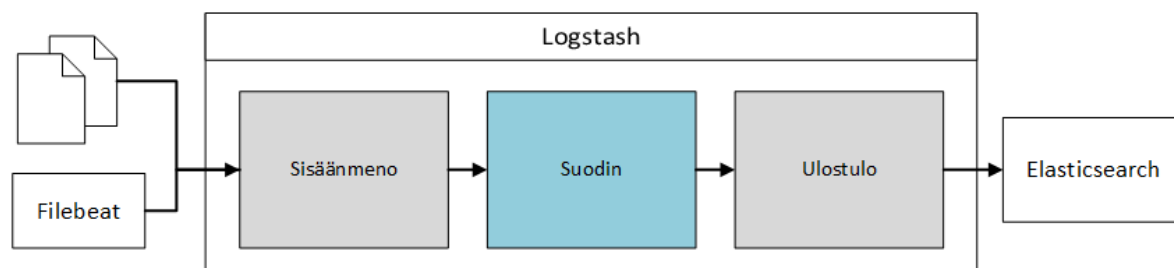 Logstash
Sisäänmeno
Suodin
Ulostulo
Elasticsearch
Filebeat